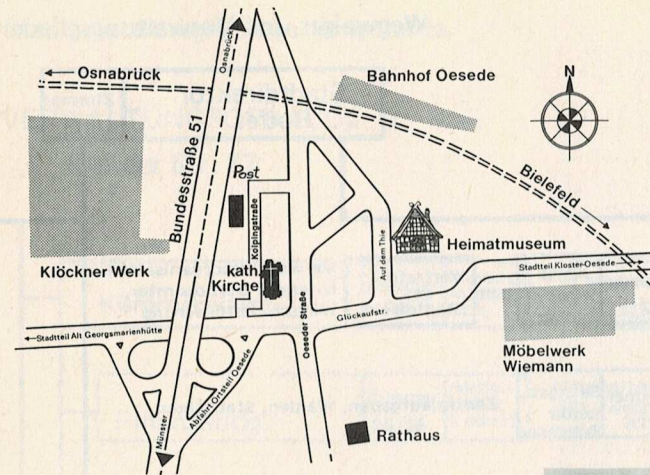 Osnabrück
Osnabrück
Bahnhof Oesede
N
Bundesstraße 51
Bielefeld
Post
Kolpingstraße
Auf dem Thie
Heimatmuseum
Klöckner Werk
kath.
Kirche
Stadtteil Kloster-Oesede
Oeseder Straße
Glückaufstr.
Stadtteil Alt Georgsmarienhütte
Möbelwerk
Wiemann
Abfahrt Ortsteil Oesede
Münster
Rathaus